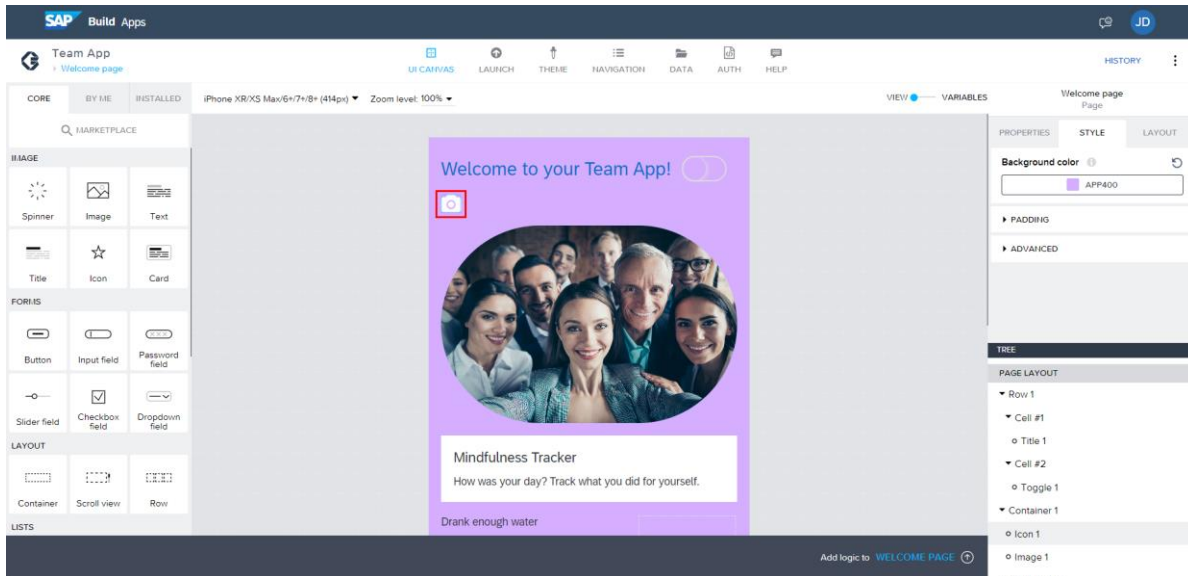 SAP Build Apps
JD
Team App
Welcome page
UI CANVAS
LAUNCH
THEME
NAVIGATION
DATA
AUTH
HELP
HISTORY
CORE
BY ME
INSTALLED
iPhone XR/XS Max/6+/7+/8+ (414px)
Zoom level: 100%
VIEW
VARIABLES
Welcome page
Page
MARKETPLACE
PROPERTIES
STYLE
LAYOUT
IMAGE
Spinner
Image
Text
Title
Icon
Card
FORMS
Button
Input field
Password
field
Slider field
Checkbox
field
Dropdown
field
LAYOUT
Container
Scroll view
Row
LISTS
Welcome to your Team App!
Mindfulness Tracker
How was your day? Track what you did for yourself.
Drank enough water
Background color
APP400
PADDING
ADVANCED
TREE
PAGE LAYOUT
Row 1
Cell #1
Title 1
Cell #2
Toggle 1
Container 1
Icon 1
Image 1
Add logic to WELCOME PAGE